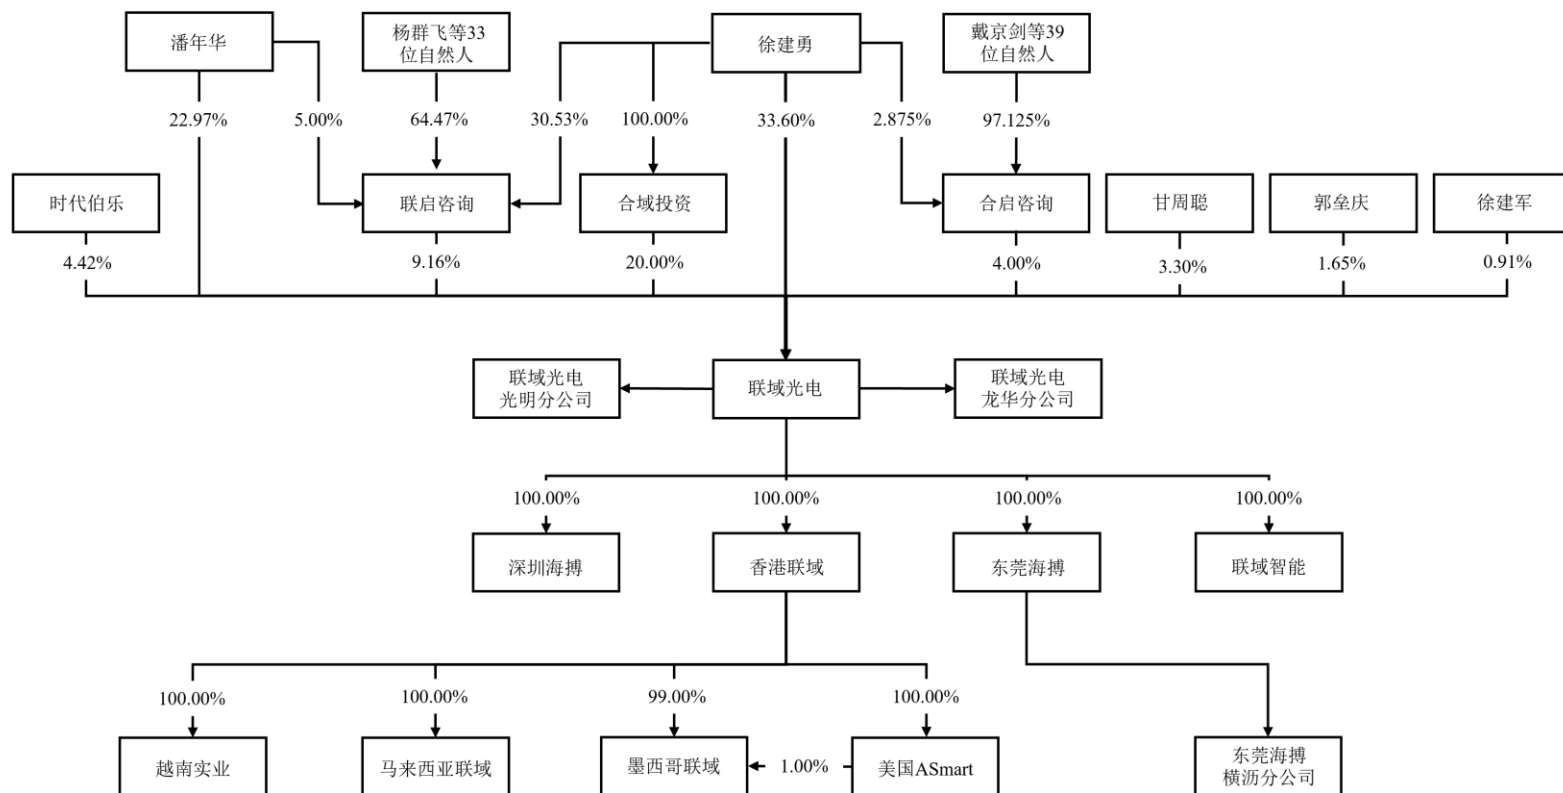 潘年华
杨群飞等33
位自然人
徐建勇
戴京剑等39
位自然人
22.97%
5.00%
64.47%
30.53%
100.00%
33.60%
2.875%
97.125%
时代伯乐
联启咨询
合域投资
合启咨询
甘周聪
郭垒庆
徐建军
4.42%
9.16%
20.00%
4.00%
3.30%
1.65%
0.91%
联域光电
光明分公司
联域光电
联域光电
龙华分公司
100.00%
100.00%
100.00%
100.00%
深圳海搏
香港联域
东莞海搏
联域智能
100.00%
100.00%
99.00%
100.00%
越南实业
马来西亚联域
墨西哥联域
1.00%
美国ASmart
东莞海搏
横沥分公司